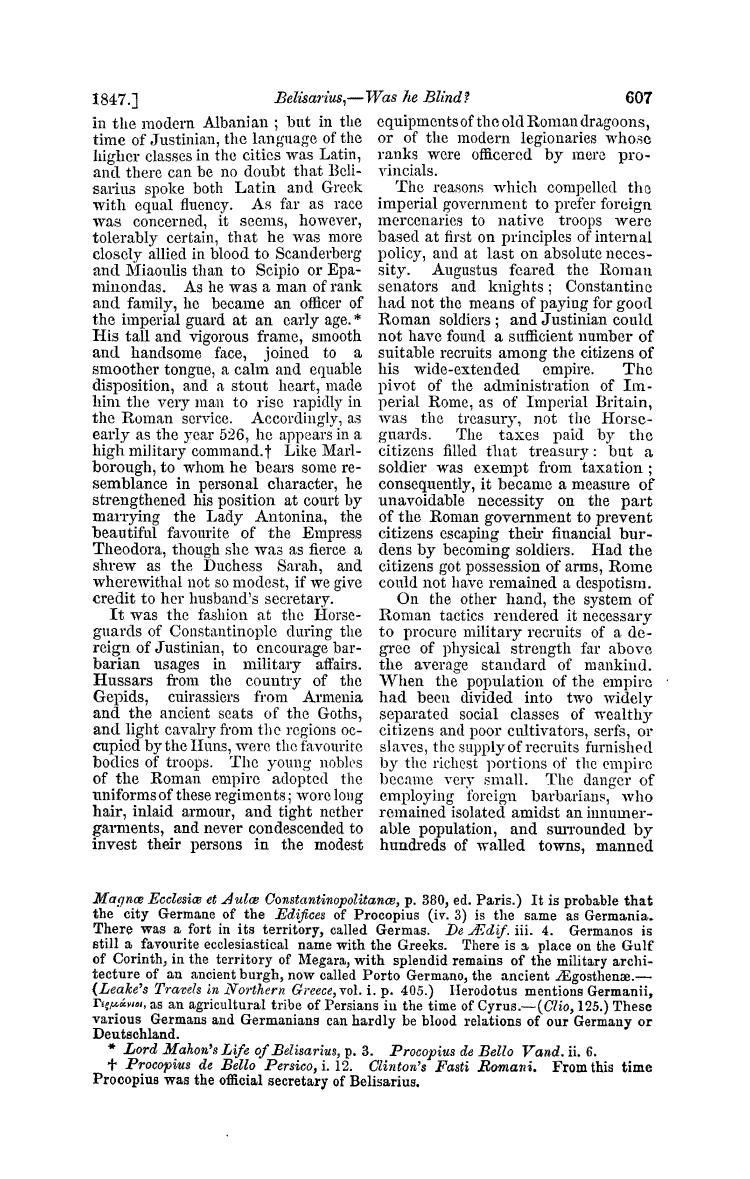 1847.] Belisarius,—Was he Blind? 607
in the modern Albanian ; but in the
time of Justinian, the language of the
higher classes in the cities was Latin,
and there can be no doubt that Beli-
sarius spoke both Latin and Greek
with equal fluency. As far as race
was concerned, it seems, however,
tolerably certain, that he was more
closely allied in blood to Scanderberg
and Miaoulis than to Scipio or Epa-
minondas. As he was a man of rank
and family, he became an officer of
the imperial guard at an early age.*
His tall and vigorous frame, smooth
and handsome face, joined to a
smoother tongue, a calm and equable
disposition, and a stout heart, made
him the very man to rise rapidly in
the Roman service. Accordingly, as
early as the year 526, he appears in a
high military command.† Like Marl-
borough, to whom he bears some re-
semblance in personal character, he
strengthened his position at court by
marrying the Lady Antonina, the
beautiful favourite of the Empress
Theodora, though she was as fierce a
shrew as the Duchess Sarah, and
wherewithal not so modest, if we give
credit to her husband's secretary.
It was the fashion at the Horse-
guards of Constantinople during the
reign of Justinian, to encourage bar-
barian usages in military affairs.
Hussars from the country of the
Gepids, cuirassiers from Armenia
and the ancient seats of the Goths,
and light cavalry from the regions oc-
cupied by the Huns, were the favourite
bodies of troops. The young nobles
of the Roman empire adopted the
uniforms of these regiments; wore long
hair, inlaid armour, and tight nether
garments, and never condescended to
invest their persons in the modest
equipments of the old Roman dragoons,
or of the modern legionaries whose
ranks were officered by mere pro-
vincials.
The reasons which compelled the
imperial government to prefer foreign
mercenaries to native troops were
based at first on principles of internal
policy, and at last on absolute neces-
sity. Augustus feared the Roman
senators and knights ; Constantine
had not the means of paying for good
Roman soldiers ; and Justinian could
not have found a sufficient number of
suitable recruits among the citizens of
his wide-extended empire. The
pivot of the administration of Im-
perial Rome, as of Imperial Britain,
was the treasury, not the Horse-
guards. The taxes paid by the
citizens filled that treasury : but a
soldier was exempt from taxation ;
consequently, it became a measure of
unavoidable necessity on the part
of the Roman government to prevent
citizens escaping their financial bur-
dens by becoming soldiers. Had the
citizens got possession of arms, Rome
could not have remained a despotism.
On the other hand, the system of
Roman tactics rendered it necessary
to procure military recruits of a de-
gree of physical strength far above
the average standard of mankind.
When the population of the empire
had been divided into two widely
separated social classes of wealthy
citizens and poor cultivators, serfs, or
slaves, the supply of recruits furnished
by the richest portions of the empire
became very small. The danger of
employing foreign barbarians, who
remained isolated amidst an innumer-
able population, and surrounded by
hundreds of walled towns, manned
Magnæ Ecclesiæ et Aulæ Constantinopolitanæ, p. 380, ed. Paris.) It is probable that
the city Germane of the Edifices of Procopius (iv. 3) is the same as Germania.
There was a fort in its territory, called Germas. De Ædif. iii. 4. Germanos is
still a favourite ecclesiastical name with the Greeks. There is a place on the Gulf
of Corinth, in the territory of Megara, with splendid remains of the military archi-
tecture of an ancient burgh, now called Porto Germano, the ancient Ægosthenæ.—
(Leake's Travels in Northern Greece, vol. i. p. 405.) Herodotus mentions Germanii,
Γερμάνιοι, as an agricultural tribe of Persians in the time of Cyrus.—(Clio, 125.) These
various Germans and Germanians can hardly be blood relations of our Germany or
Deutschland.
* Lord Mahon's Life of Belisarius, p. 3. Procopius de Bello Vand. ii. 6.
† Procopius de Bello Persico, i. 12. Clinton's Fasti Romani. From this time
Procopius was the official secretary of Belisarius.